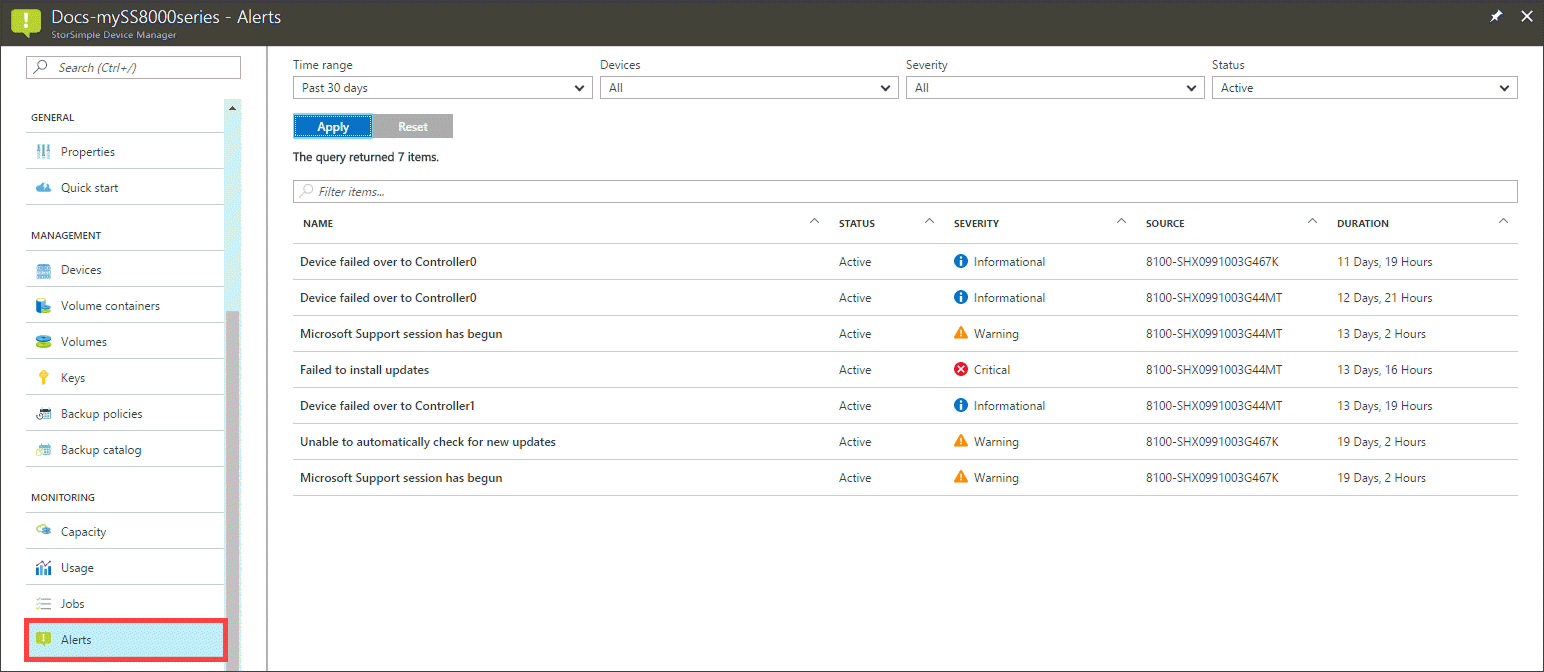 Docs-mySS8000series - Alerts
StorSimple Device Manager
Search (Ctrl+/)
GENERAL
Properties
Quick start
MANAGEMENT
Devices
Volume containers
Volumes
Keys
Backup policies
Backup catalog
MONITORING
Capacity
Usage
Jobs
Alerts
Time range Devices Severity Status
Past 30 days All All Active
Apply Reset
The query returned 7 items.
Filter items...
NAME STATUS SEVERITY SOURCE DURATION
Device failed over to Controller0 Active Informational 8100-SHX0991003G467K 11 Days, 19 Hours
Device failed over to Controller0 Active Informational 8100-SHX0991003G44MT 12 Days, 21 Hours
Microsoft Support session has begun Active Warning 8100-SHX0991003G44MT 13 Days, 2 Hours
Failed to install updates Active Critical 8100-SHX0991003G44MT 13 Days, 16 Hours
Device failed over to Controller1 Active Informational 8100-SHX0991003G44MT 13 Days, 19 Hours
Unable to automatically check for new updates Active Warning 8100-SHX0991003G467K 19 Days, 2 Hours
Microsoft Support session has begun Active Warning 8100-SHX0991003G467K 19 Days, 2 Hours